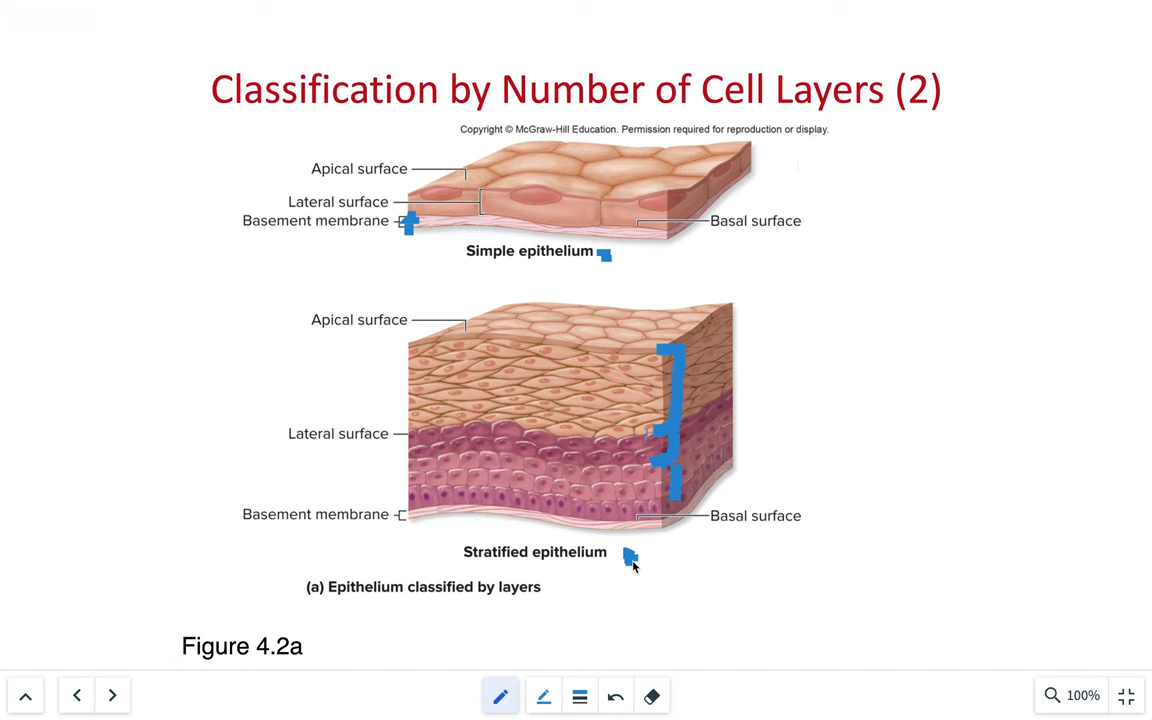 Classification by Number of Cell Layers (2)
Copyright © McGraw-Hill Education. Permission required for reproduction or display.
Apical surface
Lateral surface
Basement membrane
Basal surface
Simple epithelium
Apical surface
Lateral surface
Basement membrane
Basal surface
Stratified epithelium
(a) Epithelium classified by layers
Figure 4.2a
100%